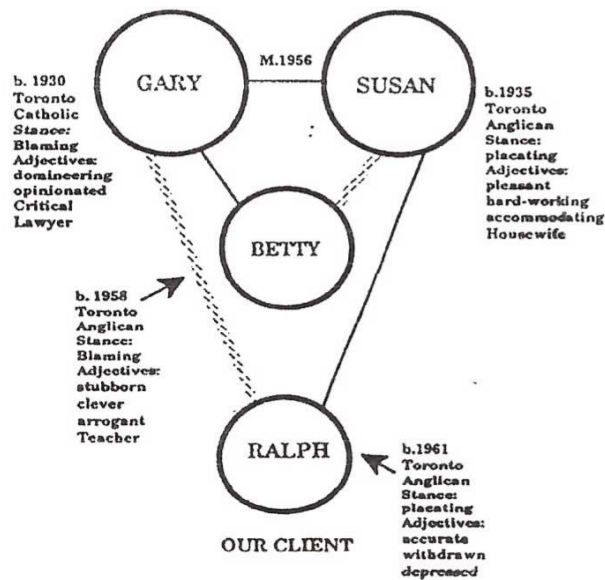 M.1956
GARY
SUSAN
b. 1930
Toronto
Catholic
Stance:
Blaming
Adjectives:
domineering
opinionated
Critical
Lawyer
b.1935
Toronto
Anglican
Stance:
placating
Adjectives:
pleasant
hard-working
accommodating
Housewife
BETTY
b. 1958
Toronto
Anglican
Stance:
Blaming
Adjectives:
stubborn
clever
arrogant
Teacher
RALPH
b.1961
Toronto
Anglican
Stance:
placating
Adjectives:
accurate
withdrawn
depressed
OUR CLIENT